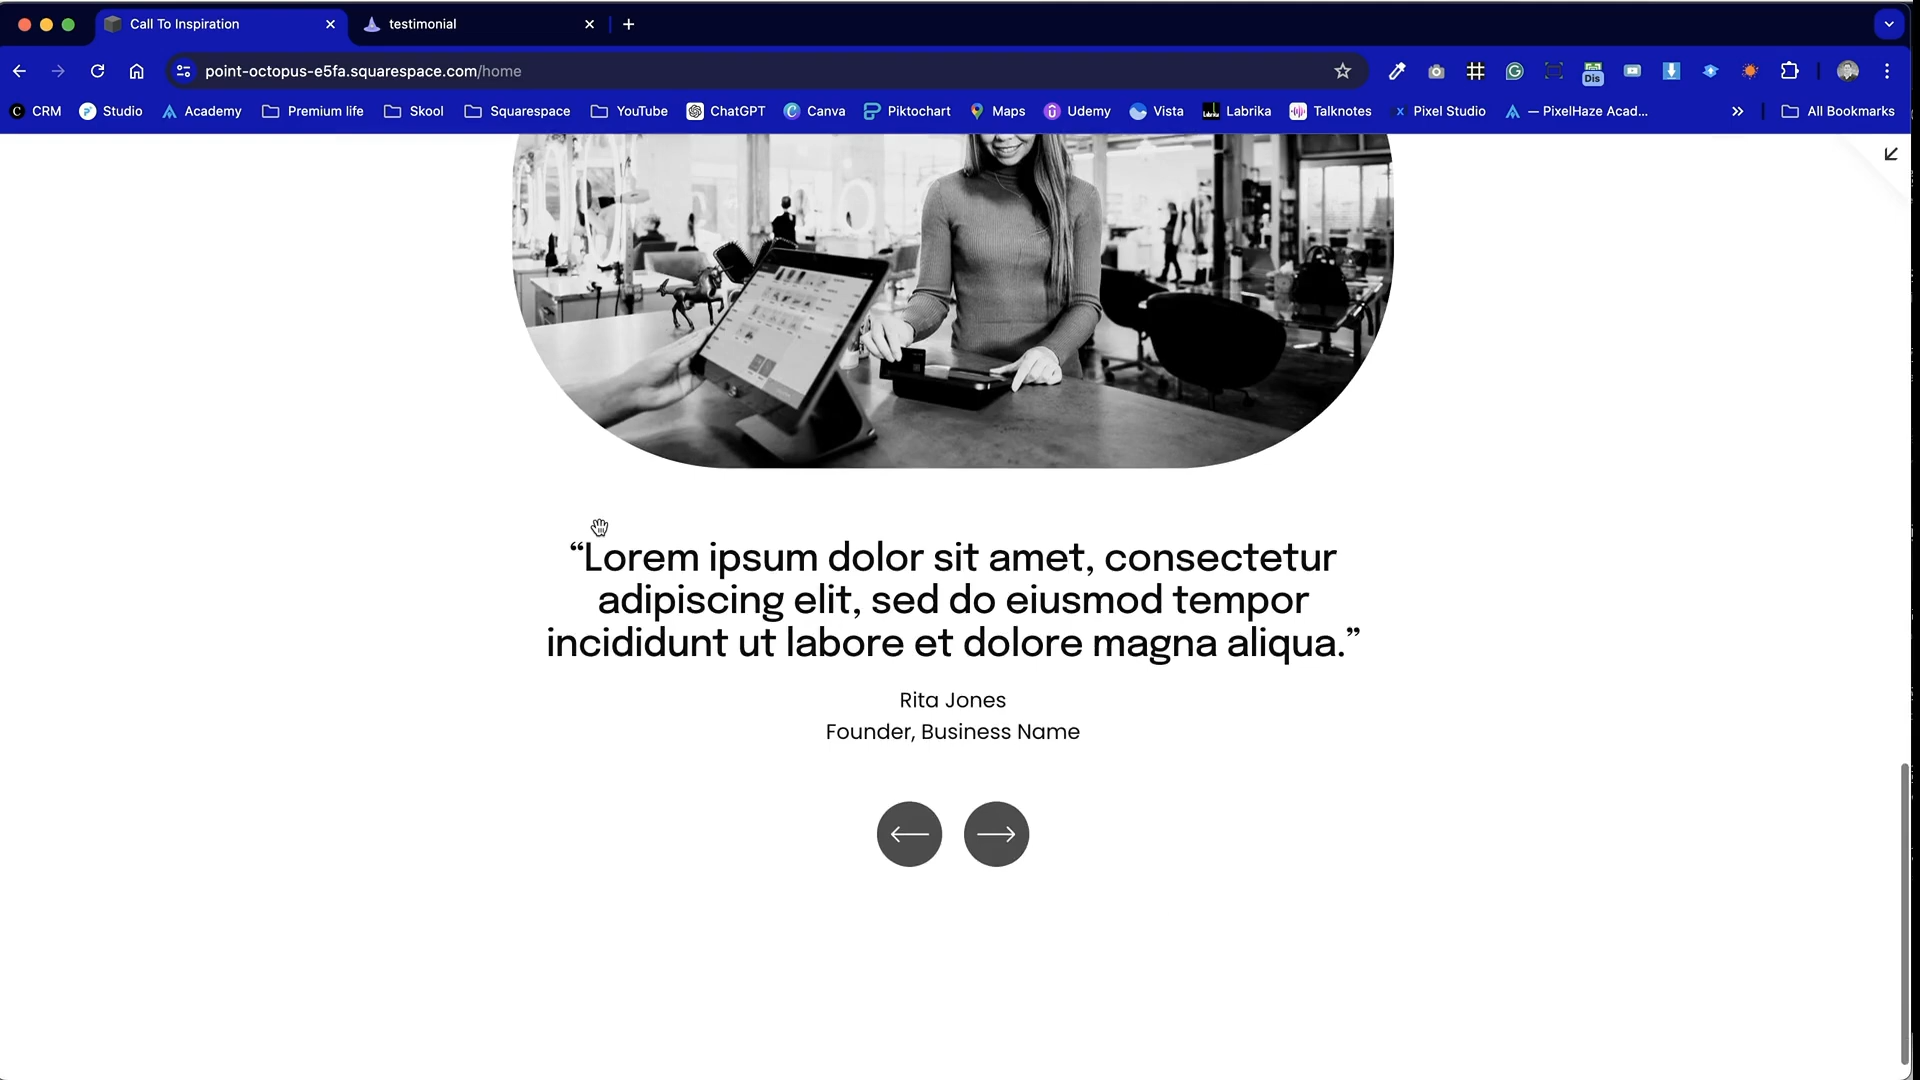 Call To Inspiration
testimonial
point-octopus-e5fa.squarespace.com/home
Dis
CRM
Studio
Academy
Premium life
Skool
Squarespace
YouTube
ChatGPT
Canva
Piktochart
Maps
Udemy
Vista
Labrika
Talknotes
Pixel Studio
— PixelHaze Acad...
All Bookmarks
“Lorem ipsum dolor sit amet, consectetur
adipiscing elit, sed do eiusmod tempor
incididunt ut labore et dolore magna aliqua.”
Rita Jones
Founder, Business Name